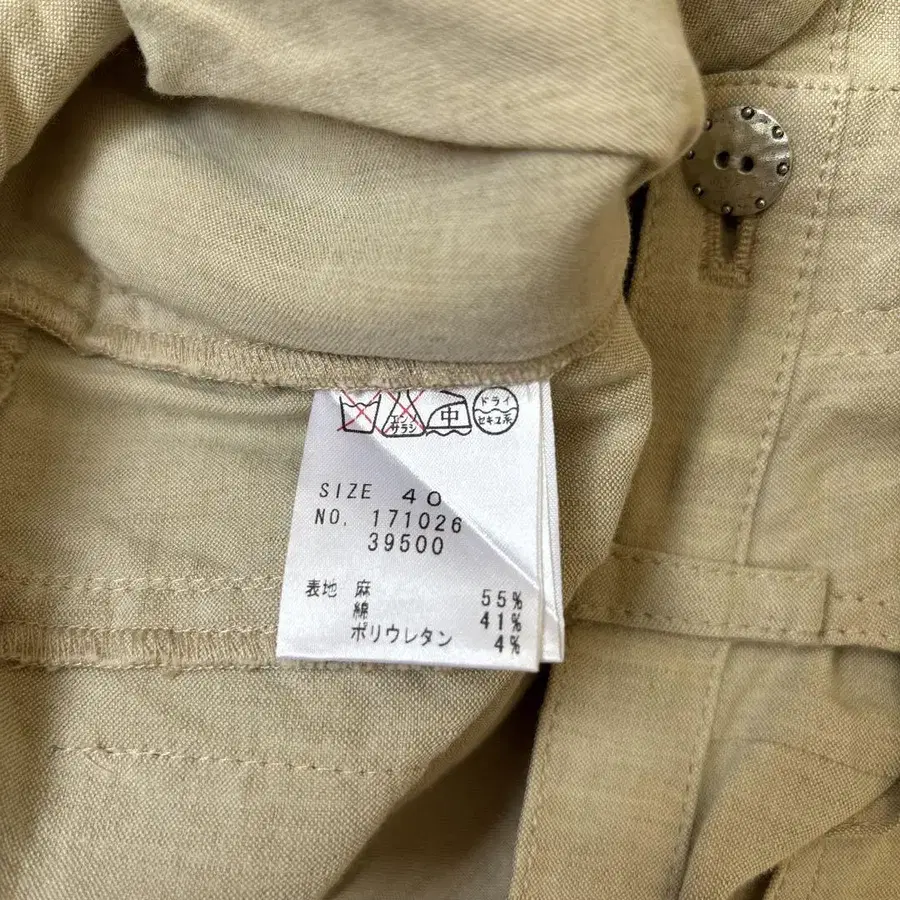 エンソ サラシ 中 ドライ セキユ系
SIZE 40
NO. 171026
39500
表地 麻 55%
綿 41%
ポリウレタン 4%